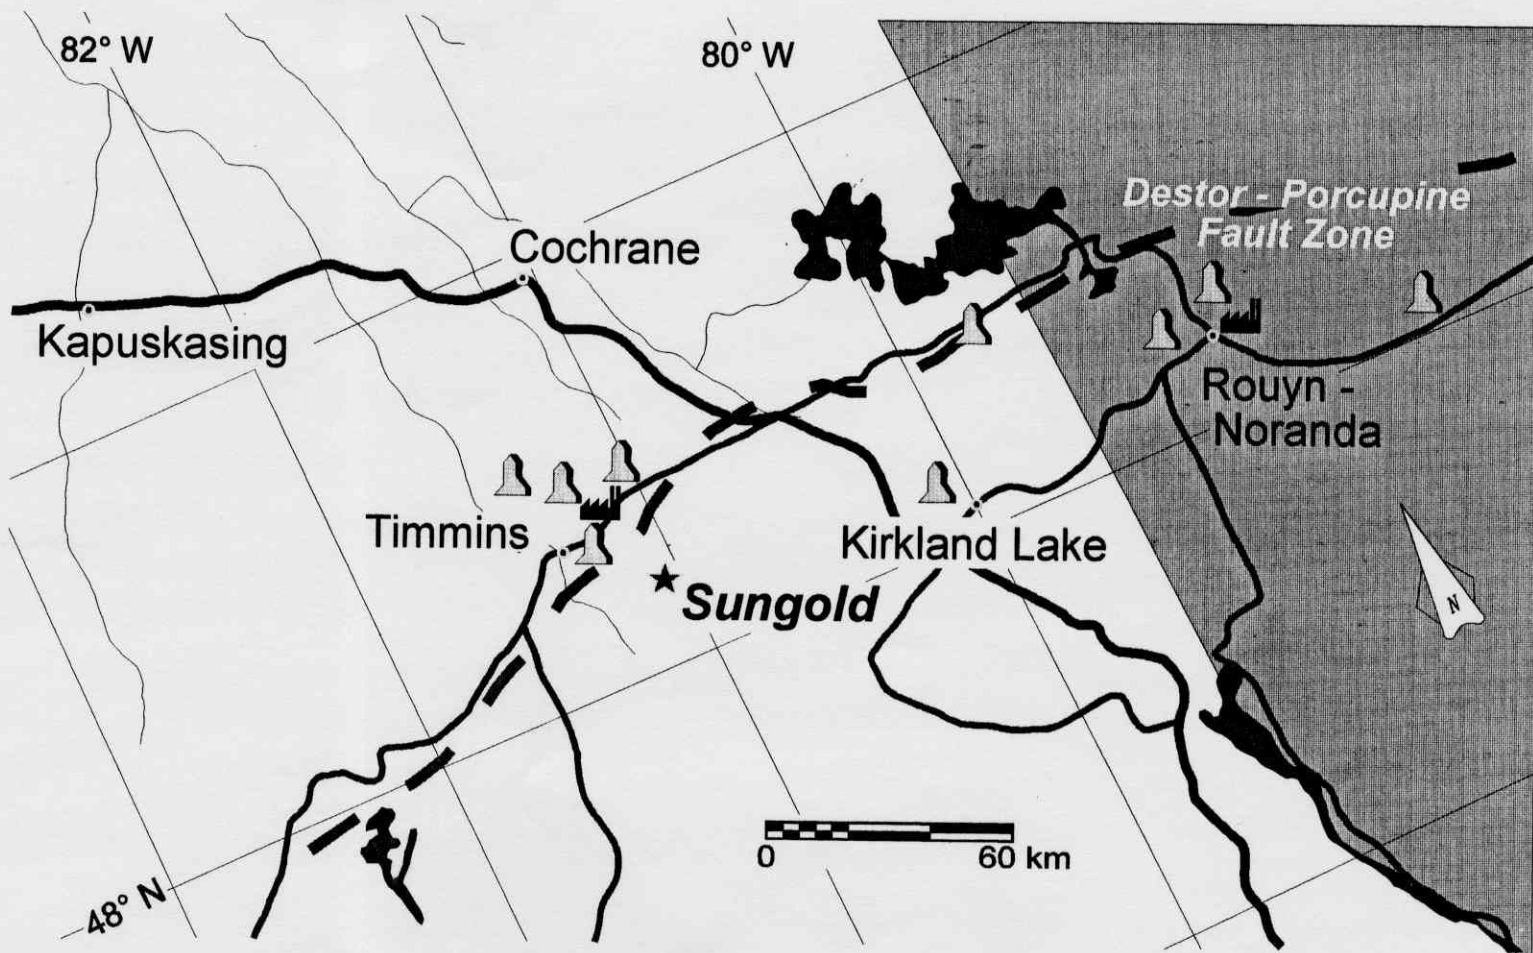 82° W
80° W
Destor - Porcupine
Fault Zone
Cochrane
Kapuskasing
Rouyn -
Noranda
Timmins
Kirkland Lake
Sungold
N
0
60 km
48° N